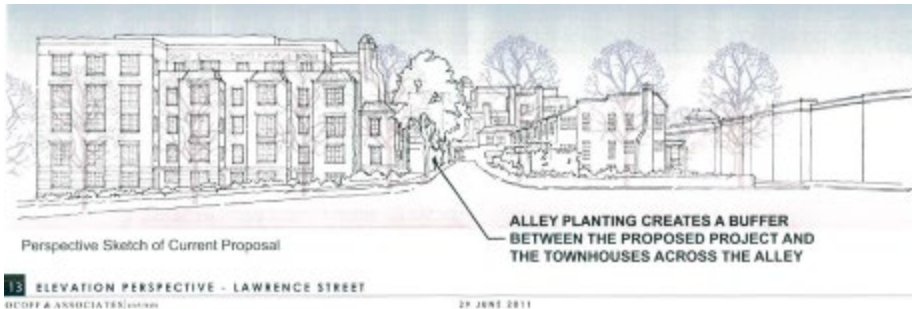 ALLEY PLANTING CREATES A BUFFER
BETWEEN THE PROPOSED PROJECT AND
THE TOWNHOUSES ACROSS THE ALLEY
Perspective Sketch of Current Proposal
13 ELEVATION PERSPECTIVE - LAWRENCE STREET
OCOFF & ASSOCIATES
29 JUNE 2011